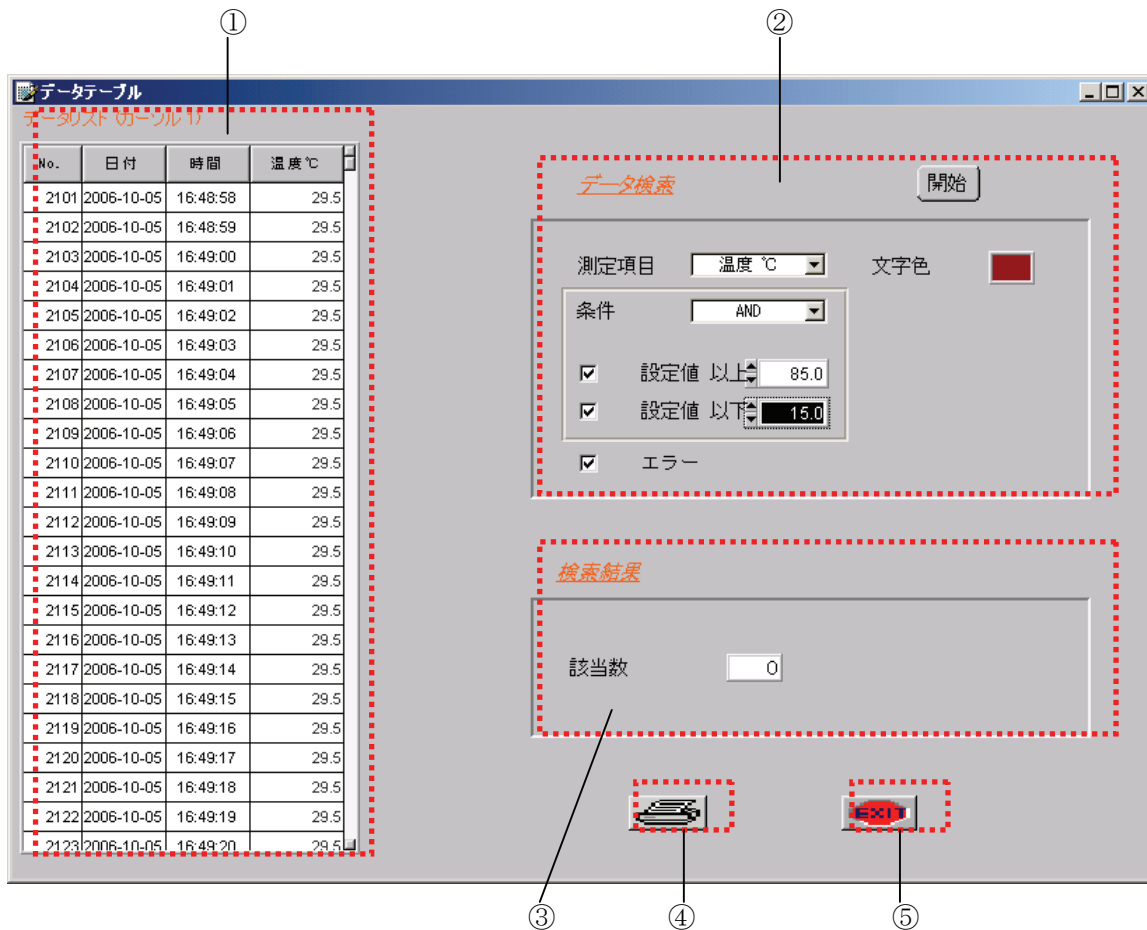 ① ②
データテーブル
データリスト (カーソル 1)
No. 日付 時間 温度℃
2101 2006-10-05 16:48:58 29.5
2102 2006-10-05 16:48:59 29.5
2103 2006-10-05 16:49:00 29.5
2104 2006-10-05 16:49:01 29.5
2105 2006-10-05 16:49:02 29.5
2106 2006-10-05 16:49:03 29.5
2107 2006-10-05 16:49:04 29.5
2108 2006-10-05 16:49:05 29.5
2109 2006-10-05 16:49:06 29.5
2110 2006-10-05 16:49:07 29.5
2111 2006-10-05 16:49:08 29.5
2112 2006-10-05 16:49:09 29.5
2113 2006-10-05 16:49:10 29.5
2114 2006-10-05 16:49:11 29.5
2115 2006-10-05 16:49:12 29.5
2116 2006-10-05 16:49:13 29.5
2117 2006-10-05 16:49:14 29.5
2118 2006-10-05 16:49:15 29.5
2119 2006-10-05 16:49:16 29.5
2120 2006-10-05 16:49:17 29.5
2121 2006-10-05 16:49:18 29.5
2122 2006-10-05 16:49:19 29.5
2123 2006-10-05 16:49:20 29.5
データ検索 開始
測定項目 温度 ℃ 文字色
条件 AND
設定値 以上 85.0
設定値 以下 15.0
エラー
検索結果
該当数 0
EXIT
③ ④ ⑤